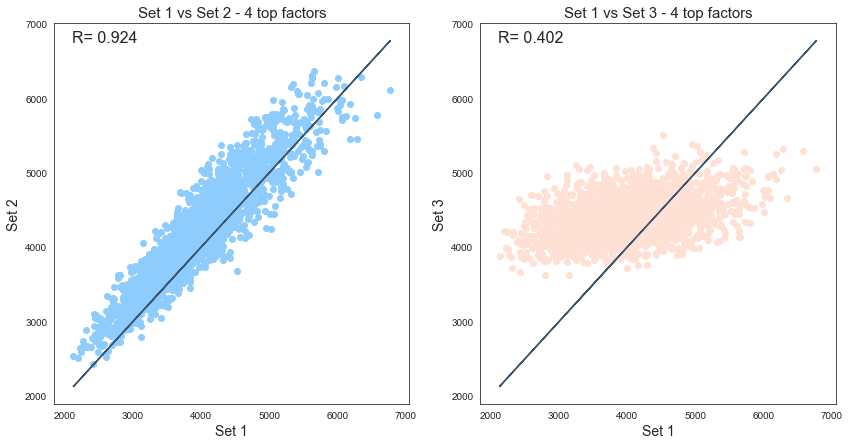 Set 1 vs Set 2 - 4 top factors
R= 0.924
7000
6000
5000
4000
3000
2000
Set 2
2000 3000 4000 5000 6000 7000
Set 1
Set 1 vs Set 3 - 4 top factors
R= 0.402
7000
6000
5000
4000
3000
2000
Set 3
2000 3000 4000 5000 6000 7000
Set 1